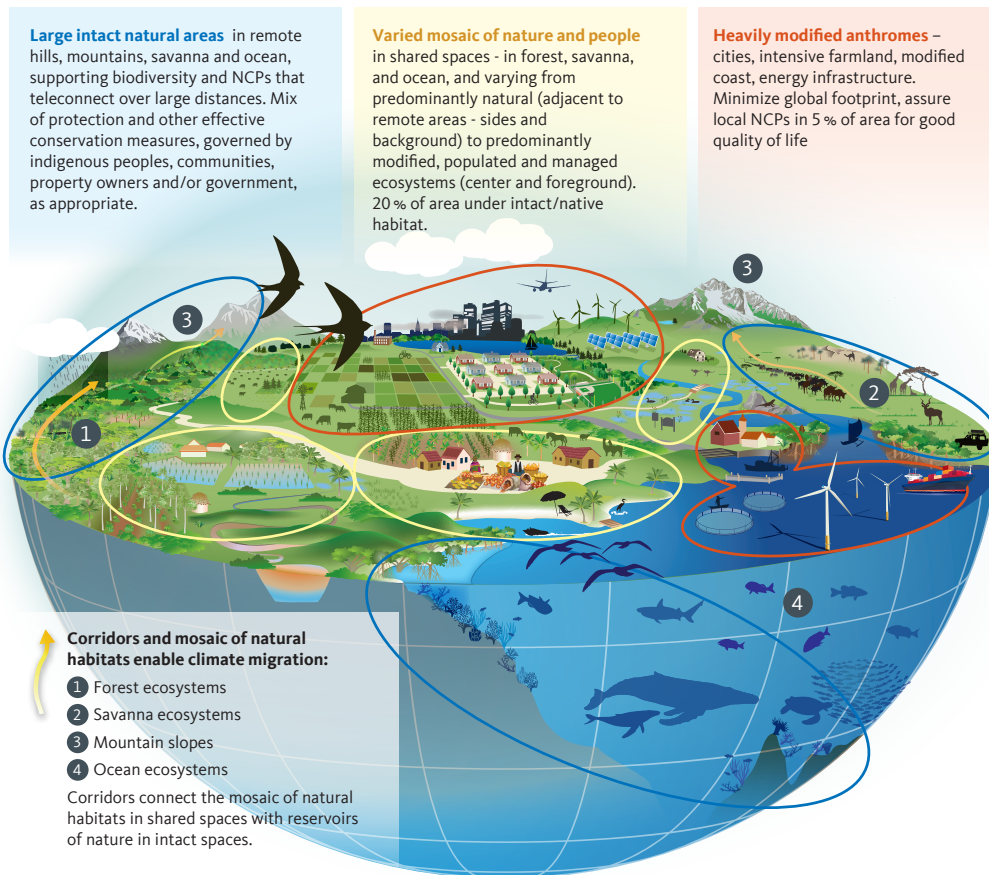 Large intact natural areas in remote
hills, mountains, savanna and ocean,
supporting biodiversity and NCPs that
teleconnect over large distances. Mix
of protection and other effective
conservation measures, governed by
indigenous peoples, communities,
property owners and/or government,
as appropriate.
Varied mosaic of nature and people
in shared spaces - in forest, savanna,
and ocean, and varying from
predominantly natural (adjacent to
remote areas - sides and
background) to predominantly
modified, populated and managed
ecosystems (center and foreground).
20 % of area under intact/native
habitat.
Heavily modified anthromes –
cities, intensive farmland, modified
coast, energy infrastructure.
Minimize global footprint, assure
local NCPs in 5 % of area for good
quality of life
3
3
2
1
4
Corridors and mosaic of natural
habitats enable climate migration:
1 Forest ecosystems
2 Savanna ecosystems
3 Mountain slopes
4 Ocean ecosystems
Corridors connect the mosaic of natural
habitats in shared spaces with reservoirs
of nature in intact spaces.